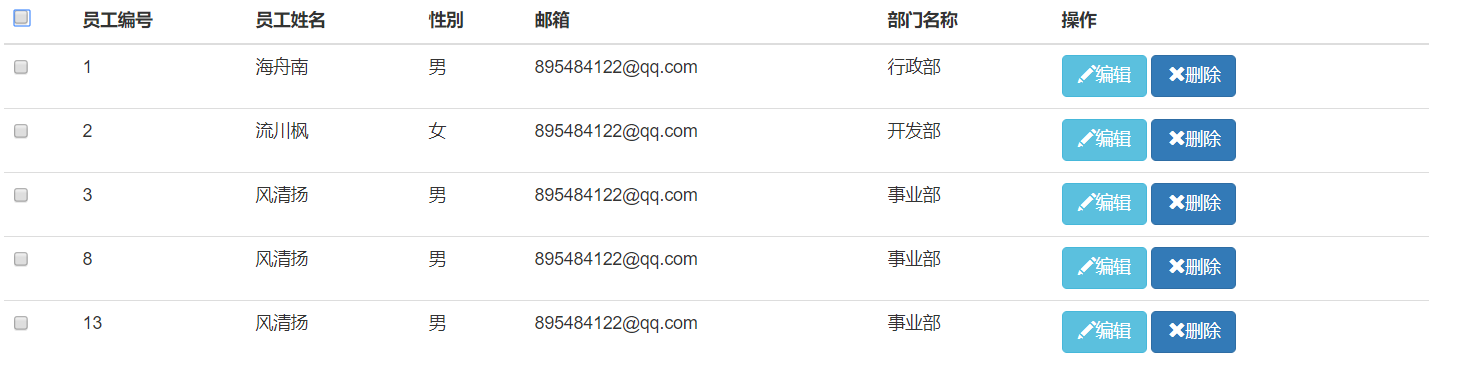 员工编号 员工姓名 性别 邮箱 部门名称 操作
1 海舟南 男 895484122@qq.com 行政部 编辑 删除
2 流川枫 女 895484122@qq.com 开发部 编辑 删除
3 风清扬 男 895484122@qq.com 事业部 编辑 删除
8 风清扬 男 895484122@qq.com 事业部 编辑 删除
13 风清扬 男 895484122@qq.com 事业部 编辑 删除